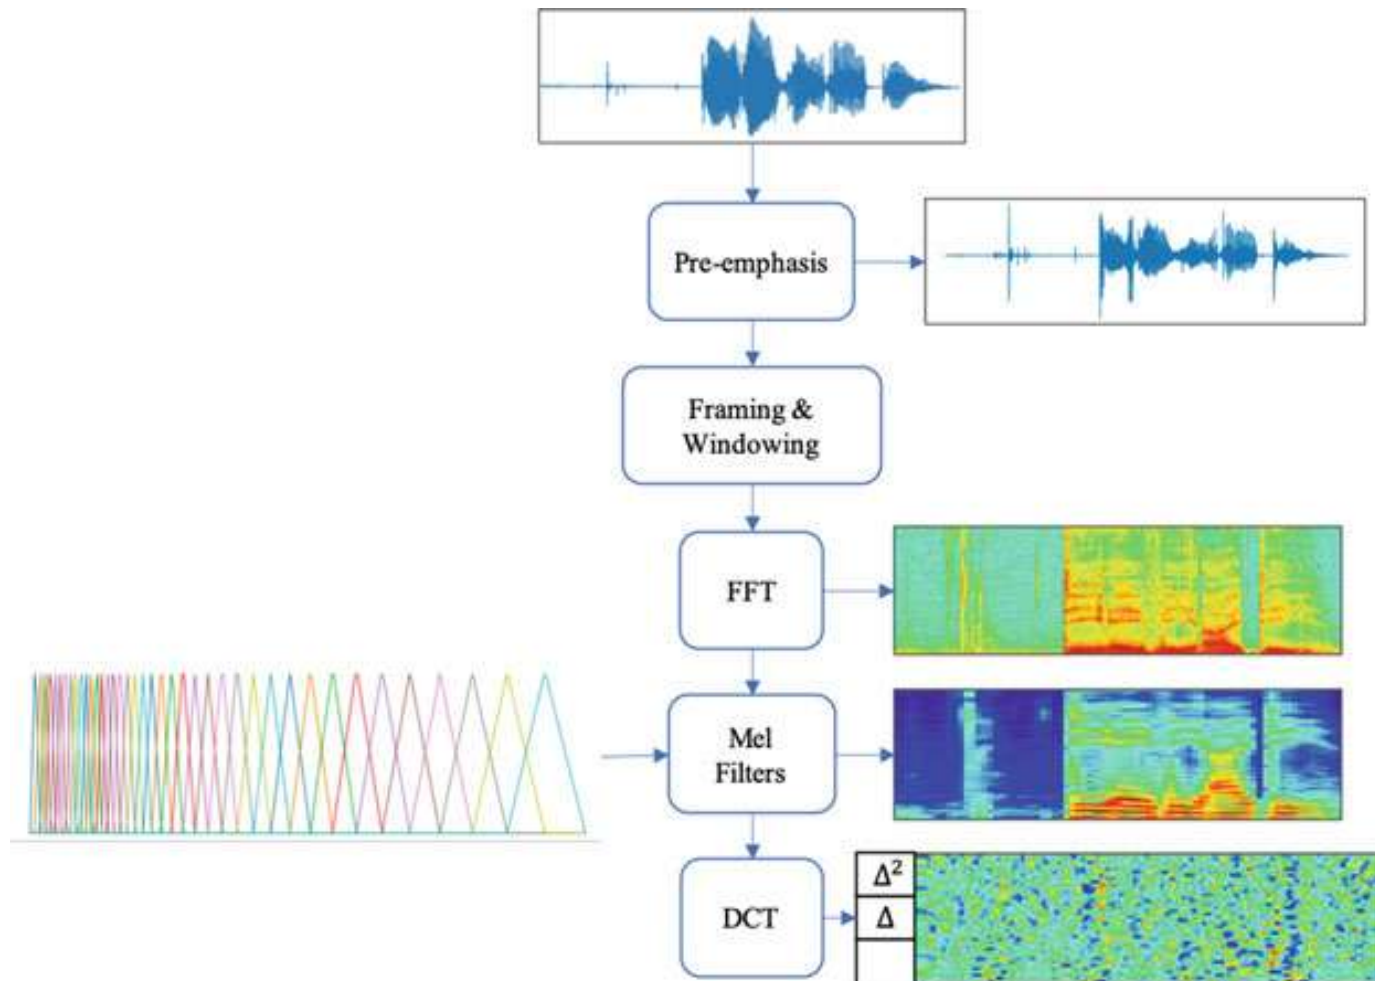 Pre-emphasis
Framing &
Windowing
FFT
Mel
Filters
DCT
Δ²
Δ